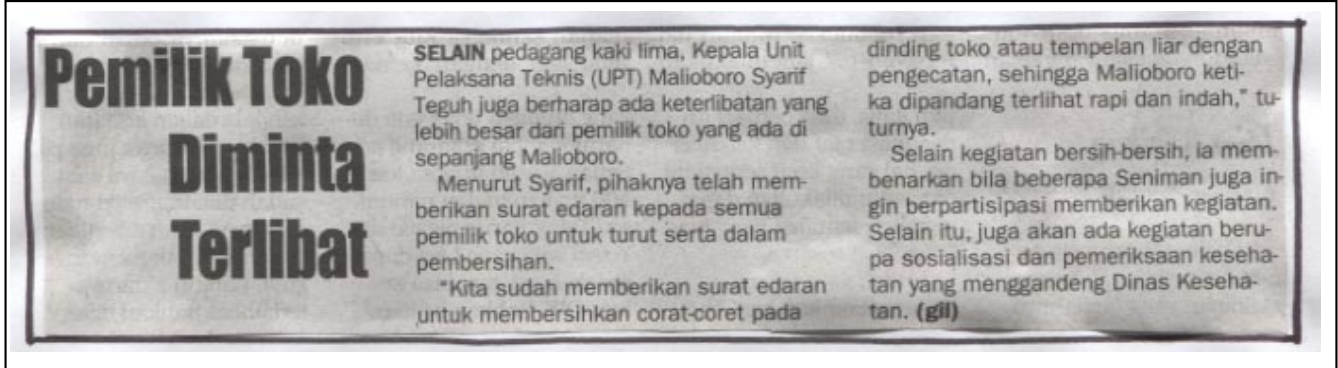 Pemilik Toko
Diminta
Terlibat
SELAIN pedagang kaki lima, Kepala Unit
Pelaksana Teknis (UPT) Malioboro Syarif
Teguh juga berharap ada keterlibatan yang
lebih besar dari pemilik toko yang ada di
sepanjang Malioboro.
Menurut Syarif, pihaknya telah mem-
berikan surat edaran kepada semua
pemilik toko untuk turut serta dalam
pembersihan.
"Kita sudah memberikan surat edaran
untuk membersihkan corat-coret pada
dinding toko atau tempelan liar dengan
pengecatan, sehingga Malioboro keti-
ka dipandang terlihat rapi dan indah," tu-
turnya.
Selain kegiatan bersih-bersih, ia mem-
benarkan bila beberapa Seniman juga in-
gin berpartisipasi memberikan kegiatan.
Selain itu, juga akan ada kegiatan beru-
pa sosialisasi dan pemeriksaan keseha-
tan yang menggandeng Dinas Keseha-
tan. (gil)